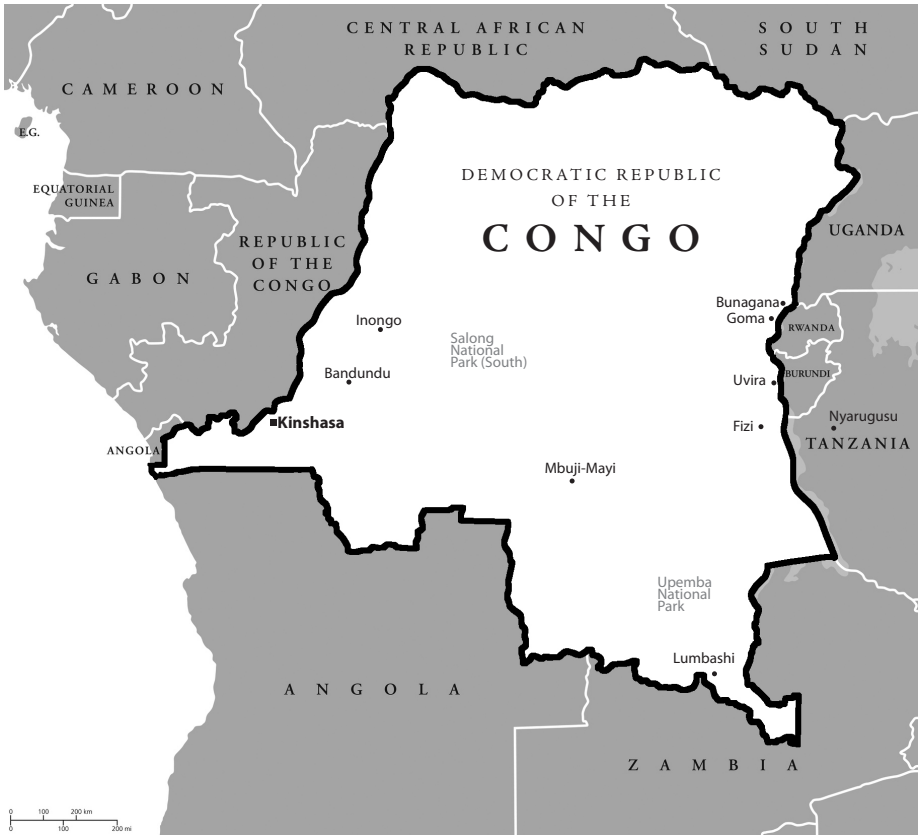 CENTRAL AFRICAN
REPUBLIC
SOUTH
SUDAN
CAMEROON
E.G.
EQUATORIAL
GUINEA
DEMOCRATIC REPUBLIC
OF THE
CONGO
UGANDA
REPUBLIC
OF THE
CONGO
GABON
Bunagana
Goma
RWANDA
Inongo
Salong
National
Park (South)
Bandundu
Uvira
BURUNDI
Kinshasa
Fizi
Nyarugusu
TANZANIA
ANGOLA
Mbuji-Mayi
Upemba
National
Park
Lumbashi
ANGOLA
ZAMBIA
0 100 200 km
0 100 200 mi